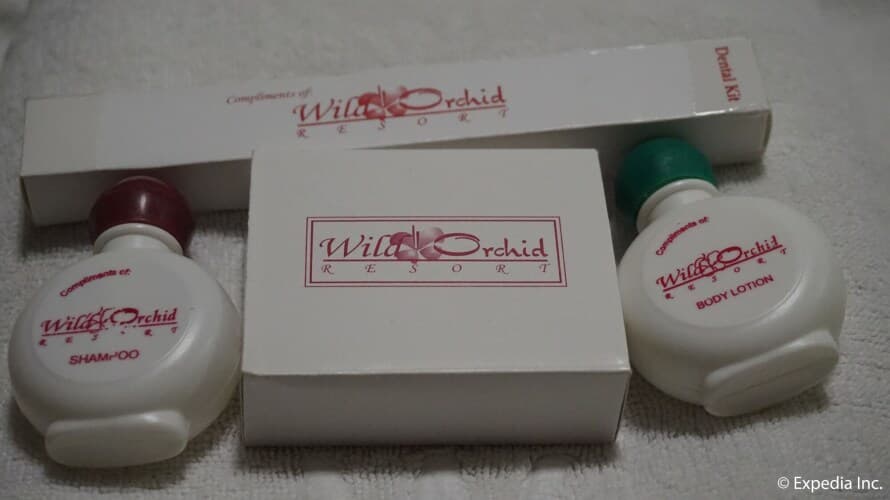 Compliments of:
Wild Orchid
RESORT
Dental Kit
Wild Orchid
RESORT
Compliments of:
Wild Orchid
RESORT
SHAMPOO
Compliments of:
Wild Orchid
RESORT
BODY LOTION
© Expedia Inc.